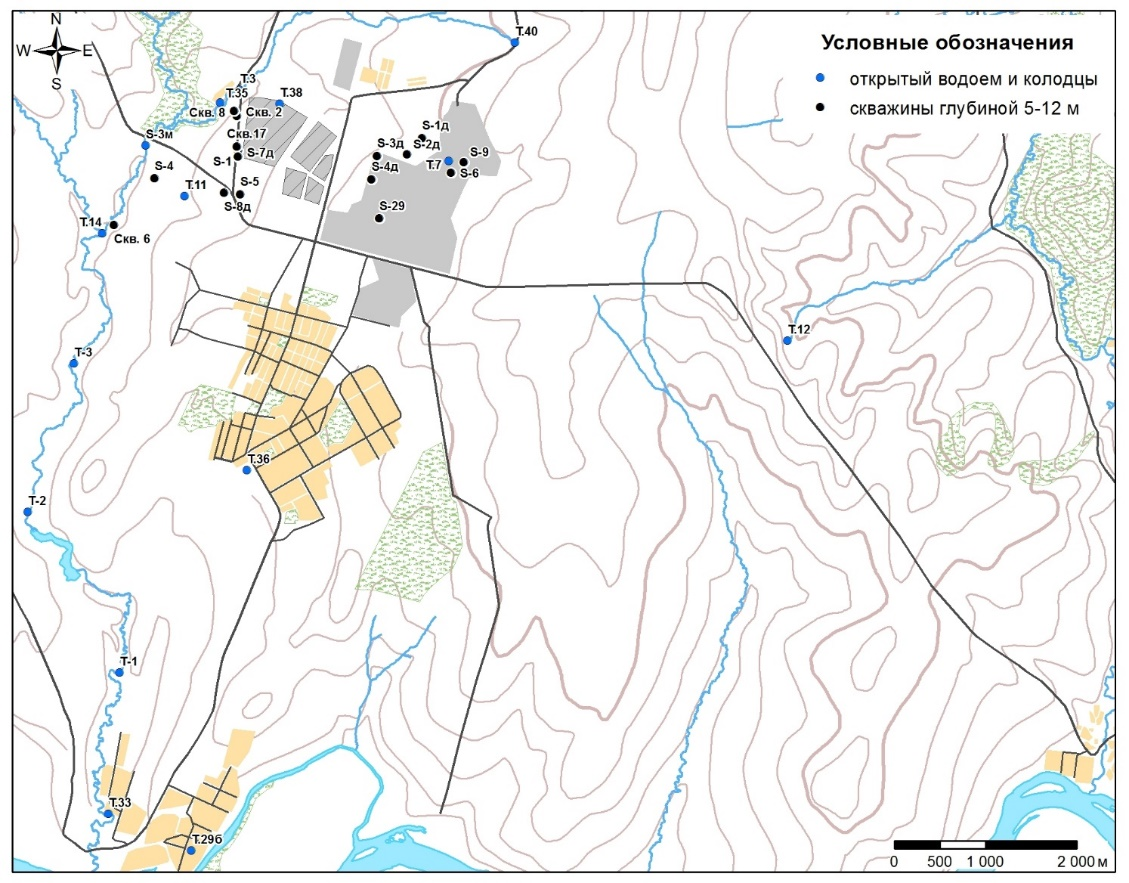 N
W E
S
Условные обозначения
открытый водоем и колодцы
скважины глубиной 5-12 м
Т.40
Т.3
Т.35
Т.38
Скв. 8
Скв. 2
S-3м
Скв.17
S-1д
S-3д
S-2д
S-7д
S-1
S-9
S-4
S-4д
Т.7
S-6
Т.11
S-5
S-8д
S-29
Т.14
Скв. 6
Т.12
Т-3
Т.36
Т-2
Т-1
Т.33
Т.29б
0 500 1 000 2 000 м